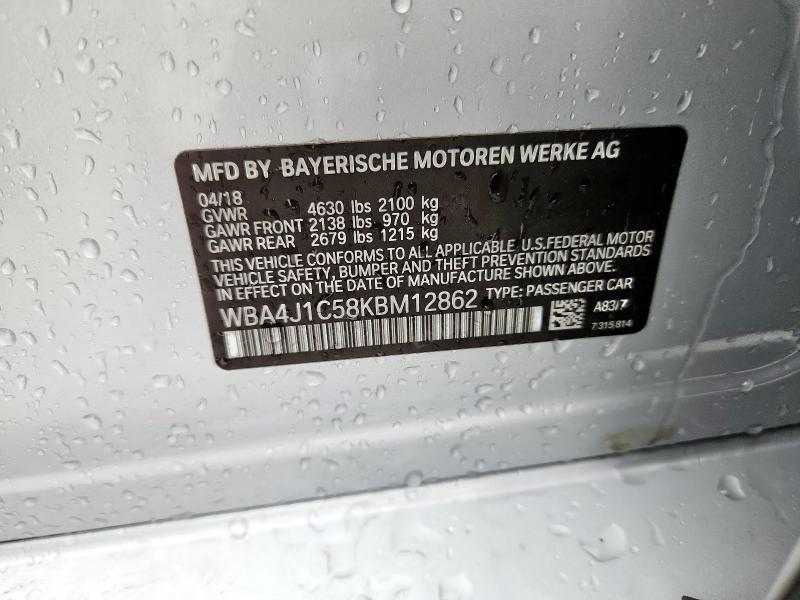 MFD BY BAYERISCHE MOTOREN WERKE AG
04/18
GVWR 4630 lbs 2100 kg
GAWR FRONT 2138 lbs 970 kg
GAWR REAR 2679 lbs 1215 kg
THIS VEHICLE CONFORMS TO ALL APPLICABLE U.S.FEDERAL MOTOR
VEHICLE SAFETY, BUMPER AND THEFT PREVENTION STANDARDS
IN EFFECT ON THE DATE OF MANUFACTURE SHOWN ABOVE.
WBA4J1C58KBM12862 TYPE: PASSENGER CAR
A83/7
7315814